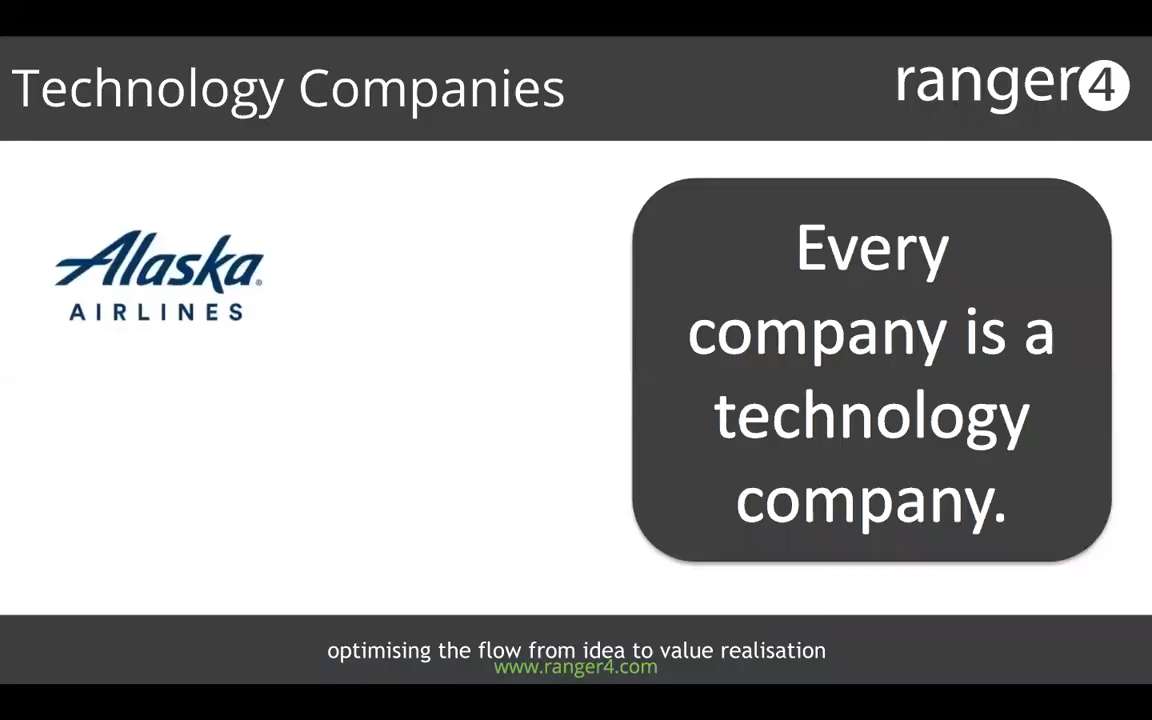 Technology Companies
ranger4
Alaska
AIRLINES
Every
company is a
technology
company.
optimising the flow from idea to value realisation
www.ranger4.com